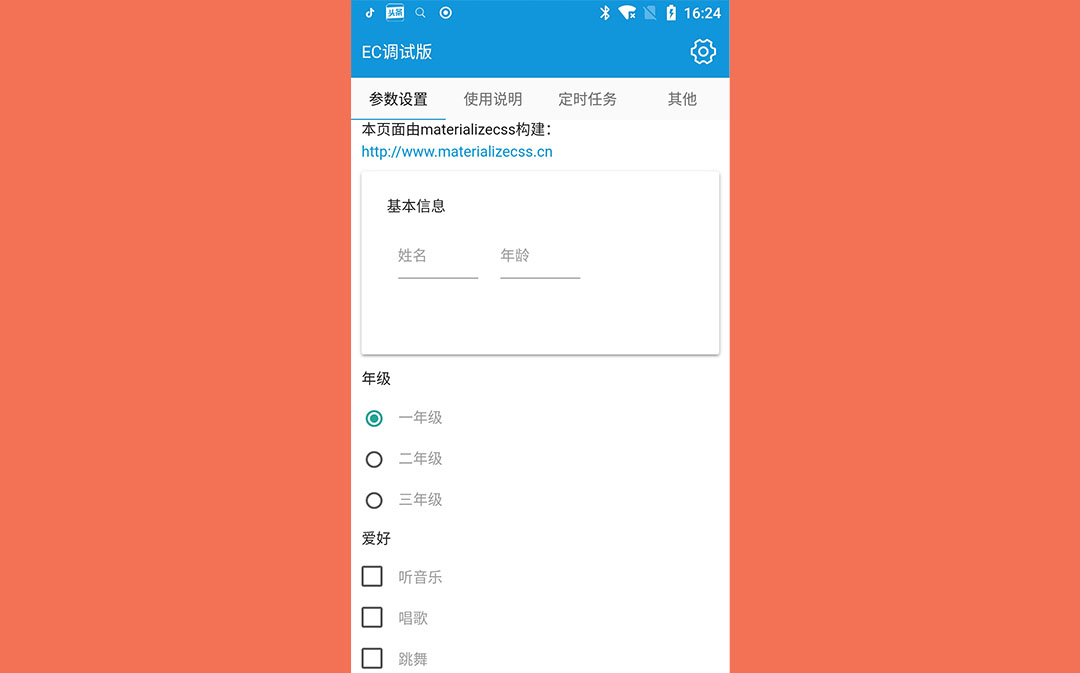 头条
16:24
EC调试版
参数设置 使用说明 定时任务 其他
本页面由materializecss构建：
http://www.materializecss.cn
基本信息
姓名 年龄
年级
一年级
二年级
三年级
爱好
听音乐
唱歌
跳舞